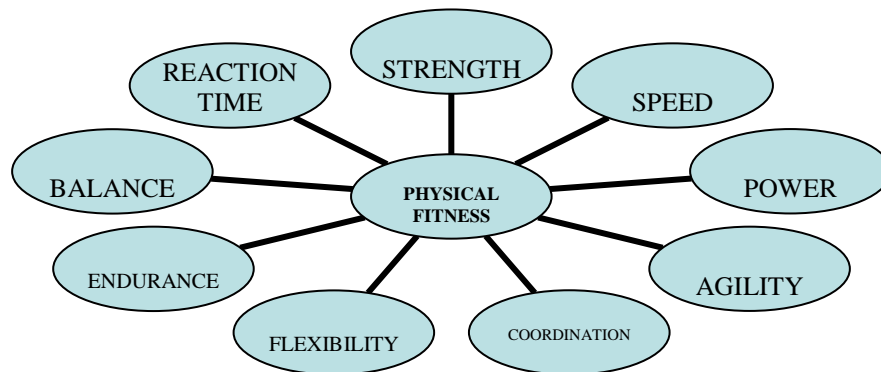 STRENGTH
REACTION
TIME
SPEED
BALANCE
PHYSICAL
FITNESS
POWER
ENDURANCE
AGILITY
FLEXIBILITY
COORDINATION